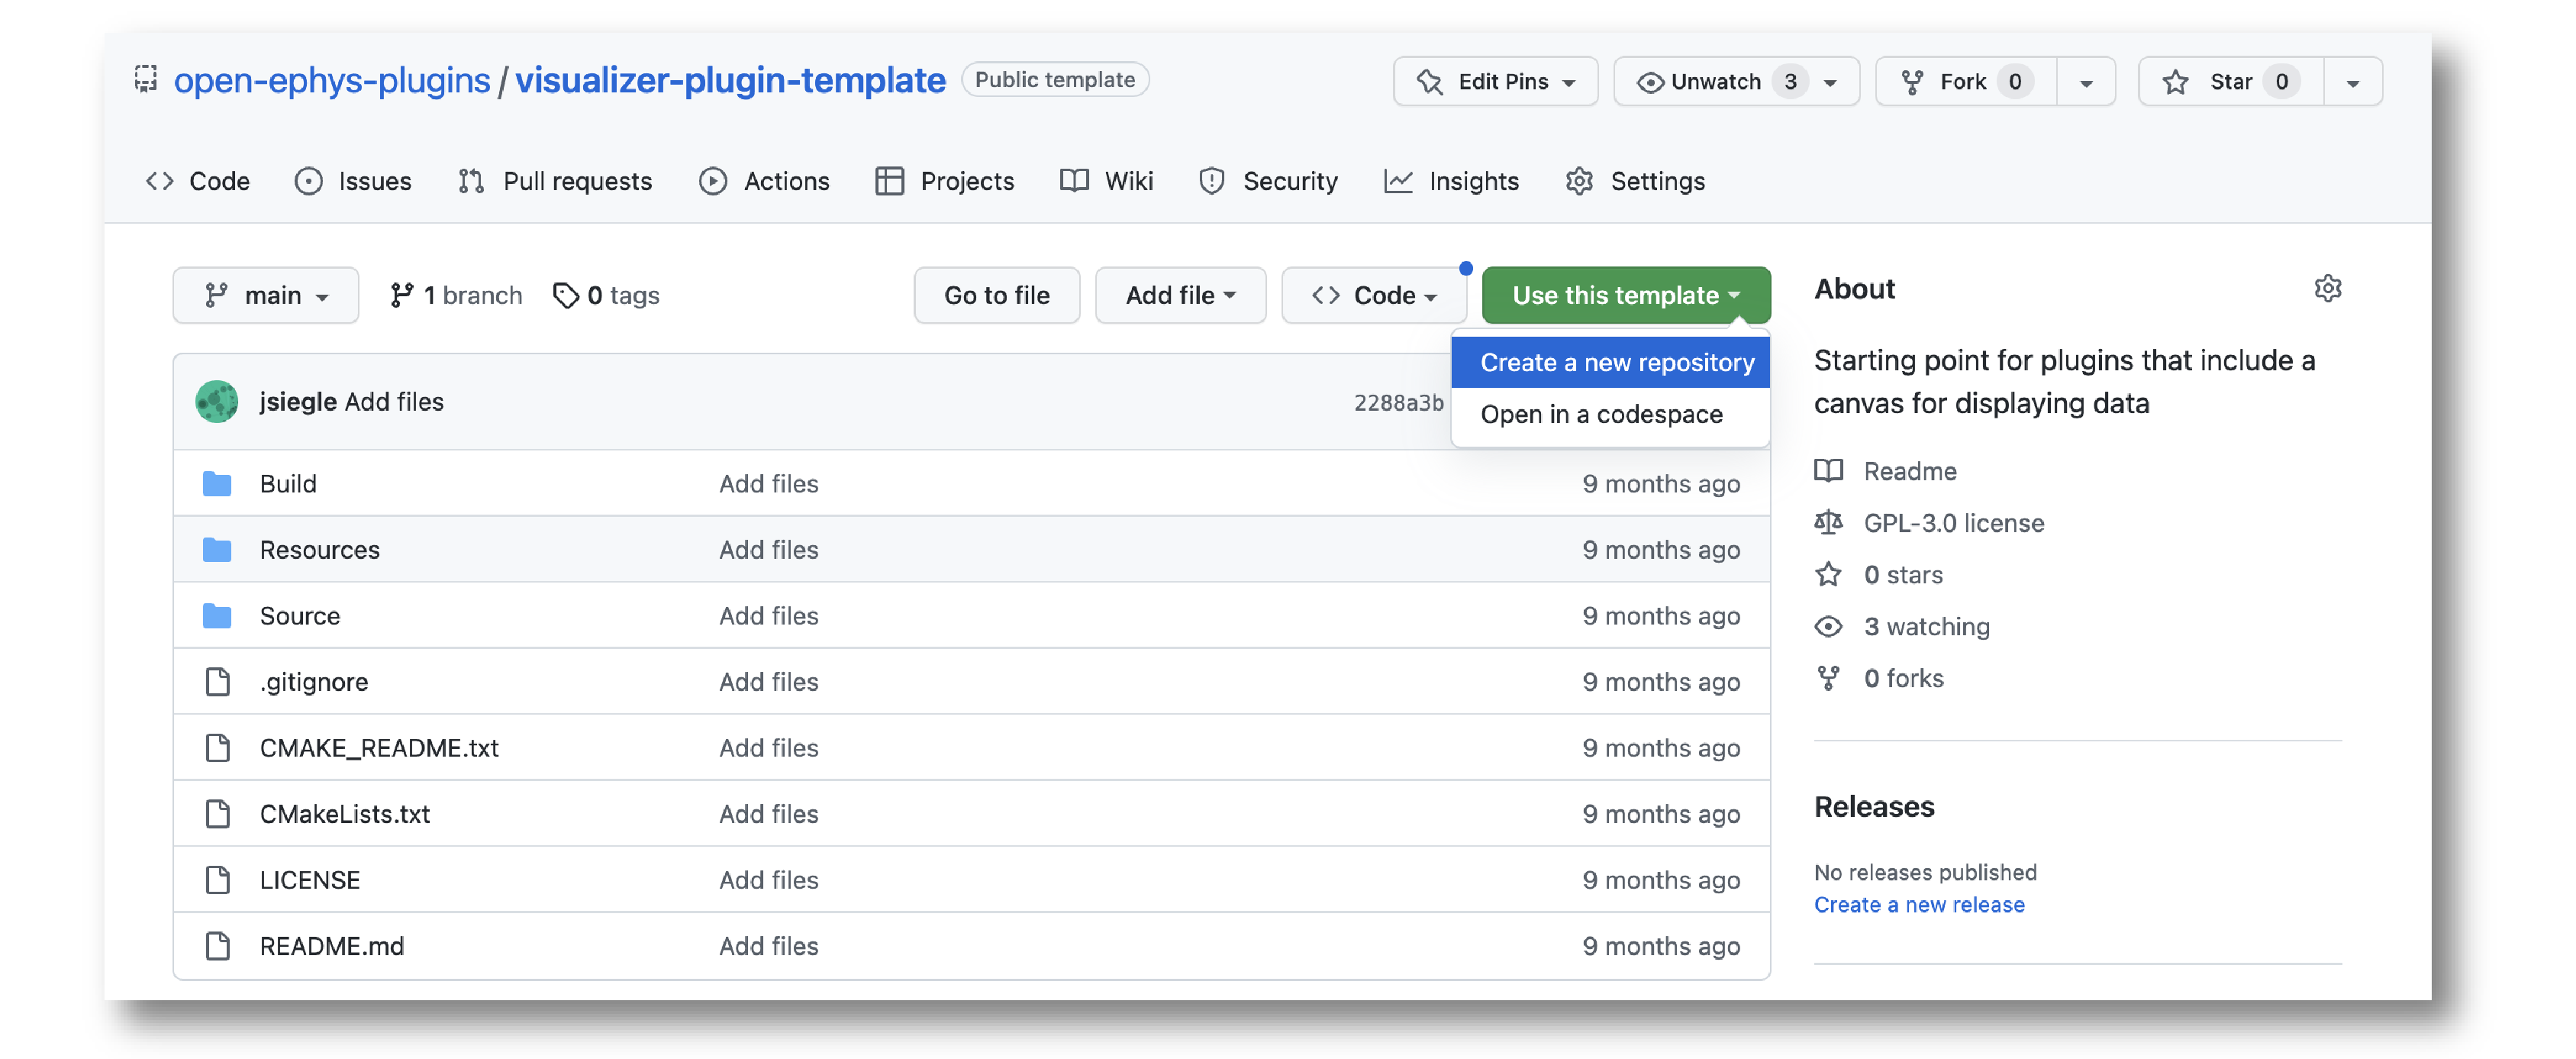 open-ephys-plugins / visualizer-plugin-template Public template Edit Pins Unwatch 3 Fork 0 Star 0
Code Issues Pull requests Actions Projects Wiki Security Insights Settings
main 1 branch 0 tags Go to file Add file Code Use this template
Create a new repository
Open in a codespace
jsiegle Add files 2288a3b
Build Add files 9 months ago
Resources Add files 9 months ago
Source Add files 9 months ago
.gitignore Add files 9 months ago
CMAKE_README.txt Add files 9 months ago
CMakeLists.txt Add files 9 months ago
LICENSE Add files 9 months ago
README.md Add files 9 months ago
About
Starting point for plugins that include a
canvas for displaying data
Readme
GPL-3.0 license
0 stars
3 watching
0 forks
Releases
No releases published
Create a new release